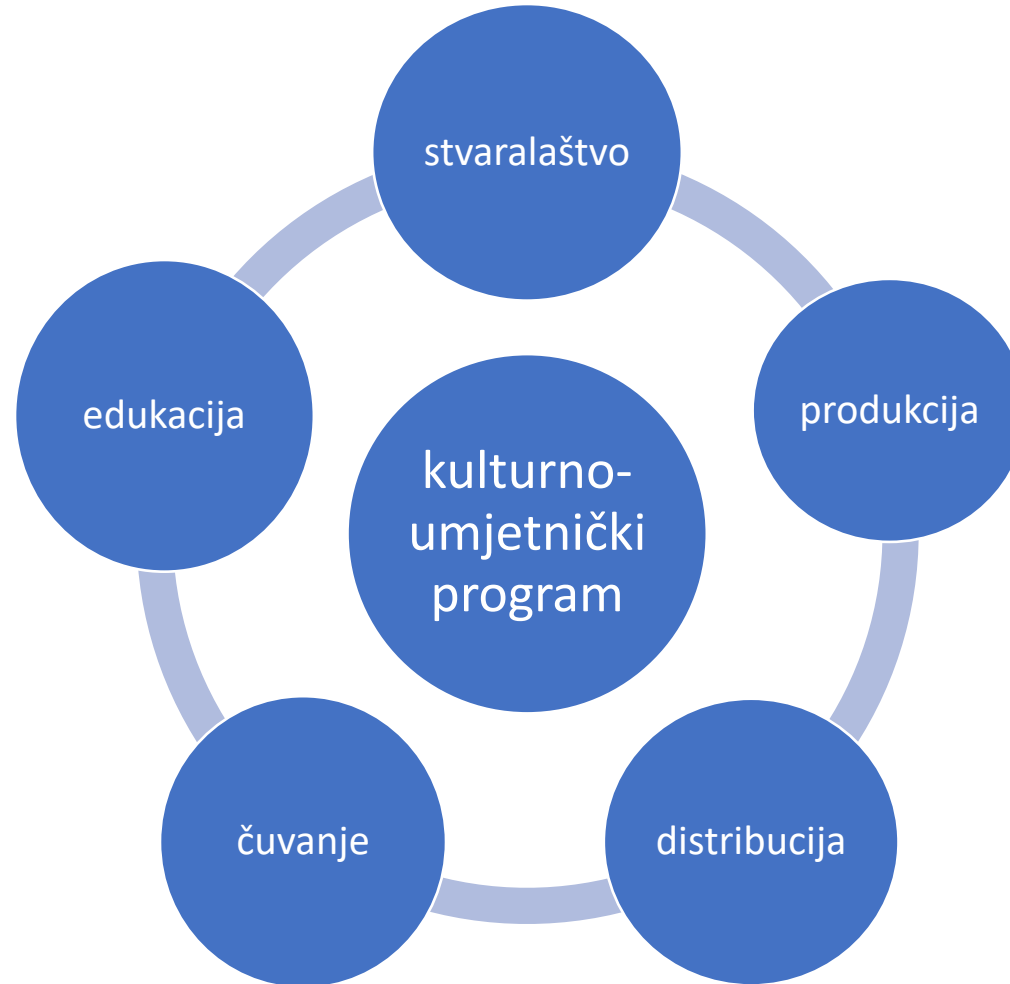 stvaralaštvo
produkcija
edukacija
kulturno-
umjetnički
program
čuvanje
distribucija